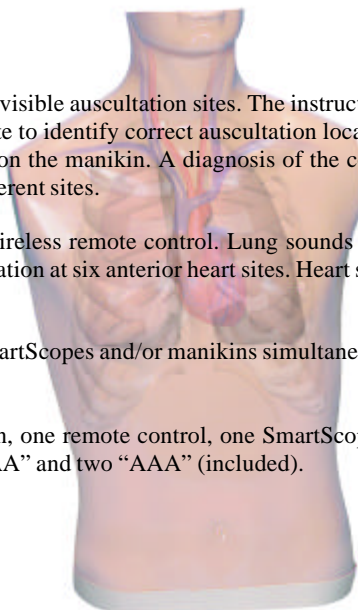 visible auscultation sites. The instruct
te to identify correct auscultation loca
on the manikin. A diagnosis of the c
erent sites.
ireless remote control. Lung sounds
ation at six anterior heart sites. Heart s
artScopes and/or manikins simultane
n, one remote control, one SmartScop
AA” and two “AAA” (included).